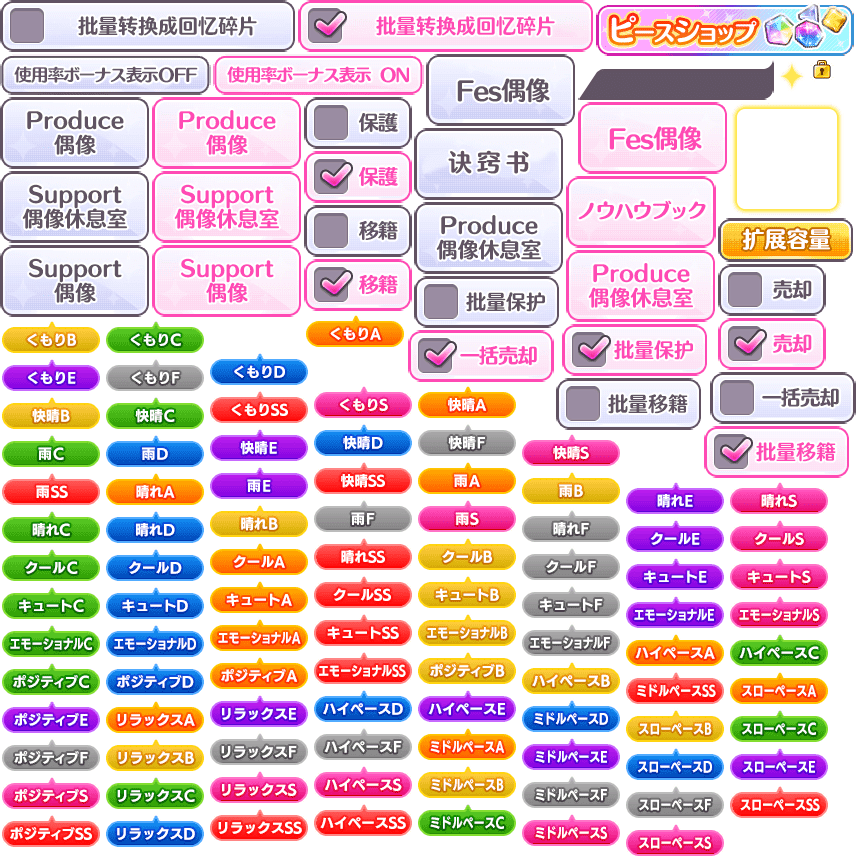 批量转换成回忆碎片
批量转换成回忆碎片
ピースショップ
使用率ボーナス表示OFF
使用率ボーナス表示 ON
Fes偶像
Produce
偶像
Produce
偶像
保護
Fes偶像
诀窍书
保護
Support
偶像休息室
Support
偶像休息室
ノウハウブック
移籍
Produce
偶像休息室
扩展容量
Support
偶像
Support
偶像
移籍
Produce
偶像休息室
売却
批量保护
くもりB
くもりC
くもりA
一括売却
批量保护
売却
くもりE
くもりF
くもりD
快晴B
快晴C
くもりSS
くもりS
快晴A
批量移籍
一括売却
雨C
雨D
快晴E
快晴D
快晴F
快晴S
批量移籍
雨SS
晴れA
雨E
快晴SS
雨A
雨B
晴れE
晴れS
晴れC
晴れD
晴れB
雨F
雨S
晴れF
クールE
クールS
クールC
クールD
クールA
晴れSS
クールB
クールF
キュートE
キュートS
キュートC
キュートD
キュートA
クールSS
キュートB
キュートF
エモーショナルE
エモーショナルS
エモーショナルC
エモーショナルD
エモーショナルA
キュートSS
エモーショナルB
エモーショナルF
ハイペースA
ハイペースC
ポジティブC
ポジティブD
ポジティブA
エモーショナルSS
ポジティブB
ハイペースB
ミドルペースSS
スローペースA
ポジティブE
リラックスA
リラックスE
ハイペースD
ハイペースE
ミドルペースD
スローペースB
スローペースC
ポジティブF
リラックスB
リラックスF
ハイペースF
ミドルペースA
ミドルペースE
スローペースD
スローペースE
ポジティブS
リラックスC
リラックスS
ハイペースS
ミドルペースB
ミドルペースF
スローペースF
スローペースSS
ポジティブSS
リラックスD
リラックスSS
ハイペースSS
ミドルペースC
ミドルペースS
スローペースS